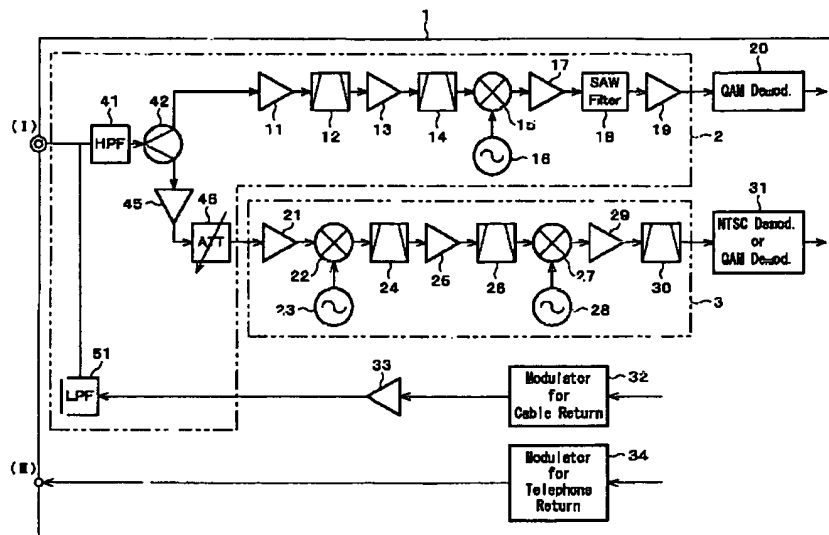 1
20
QAM Demod.
17
SAW
Filter
41
42
HPF
(I)
11
12
13
14
15
16
18
19
2
45
46
ATT
21
22
23
24
25
26
27
28
29
30
31
NTSC Demod.
or
QAM Demod.
3
51
LPF
33
Modulator
for
Cable Return
32
(II)
Modulator
for
Telephone
Return
34